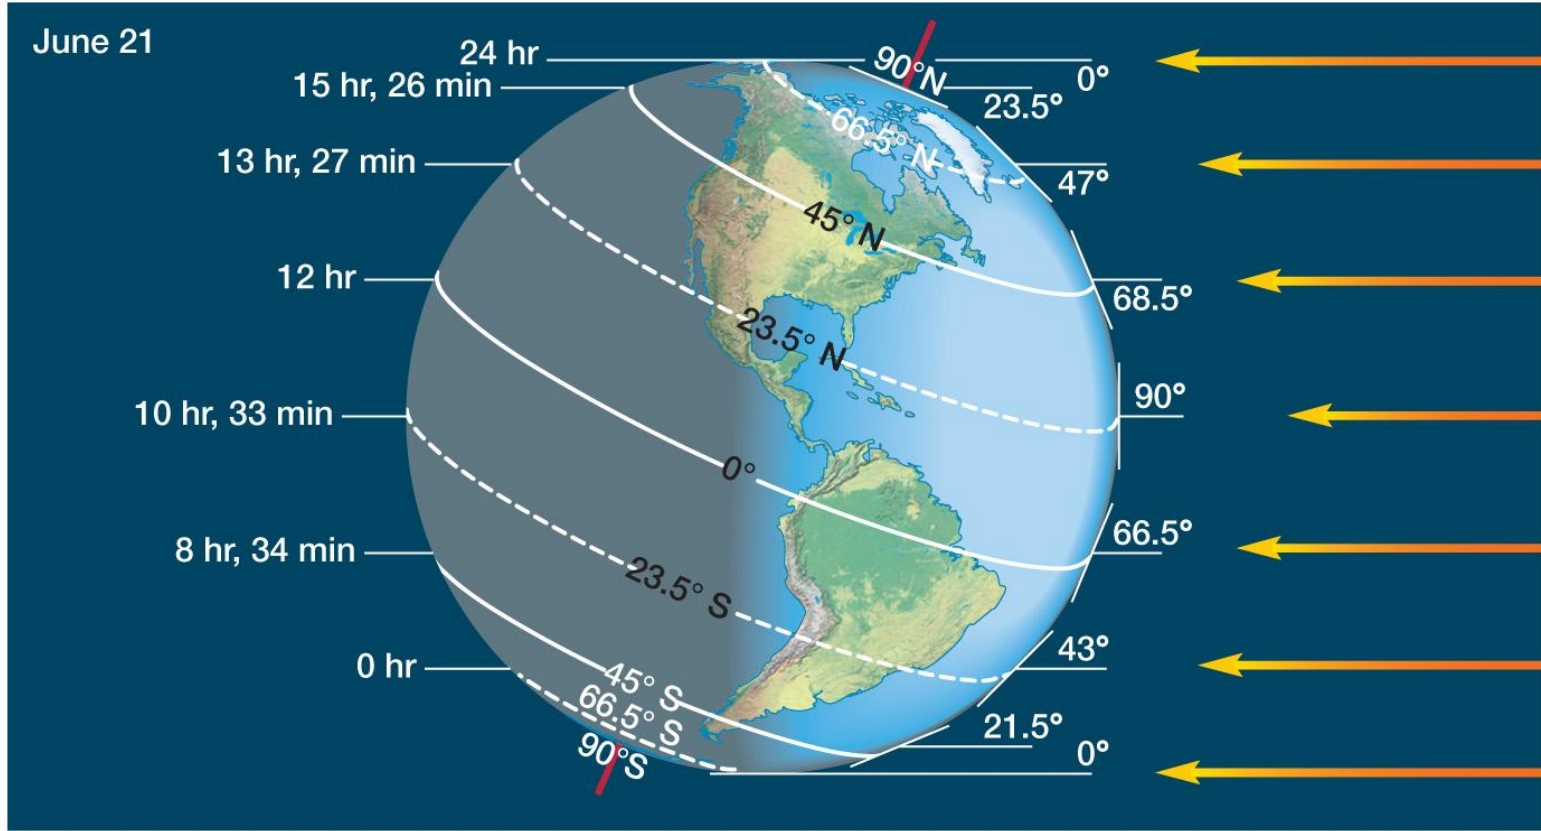 June 21
24 hr
15 hr, 26 min
13 hr, 27 min
12 hr
10 hr, 33 min
8 hr, 34 min
0 hr
90°N
66.5° N
45° N
23.5° N
0°
23.5° S
45° S
66.5° S
90°S
0°
23.5°
47°
68.5°
90°
66.5°
43°
21.5°
0°